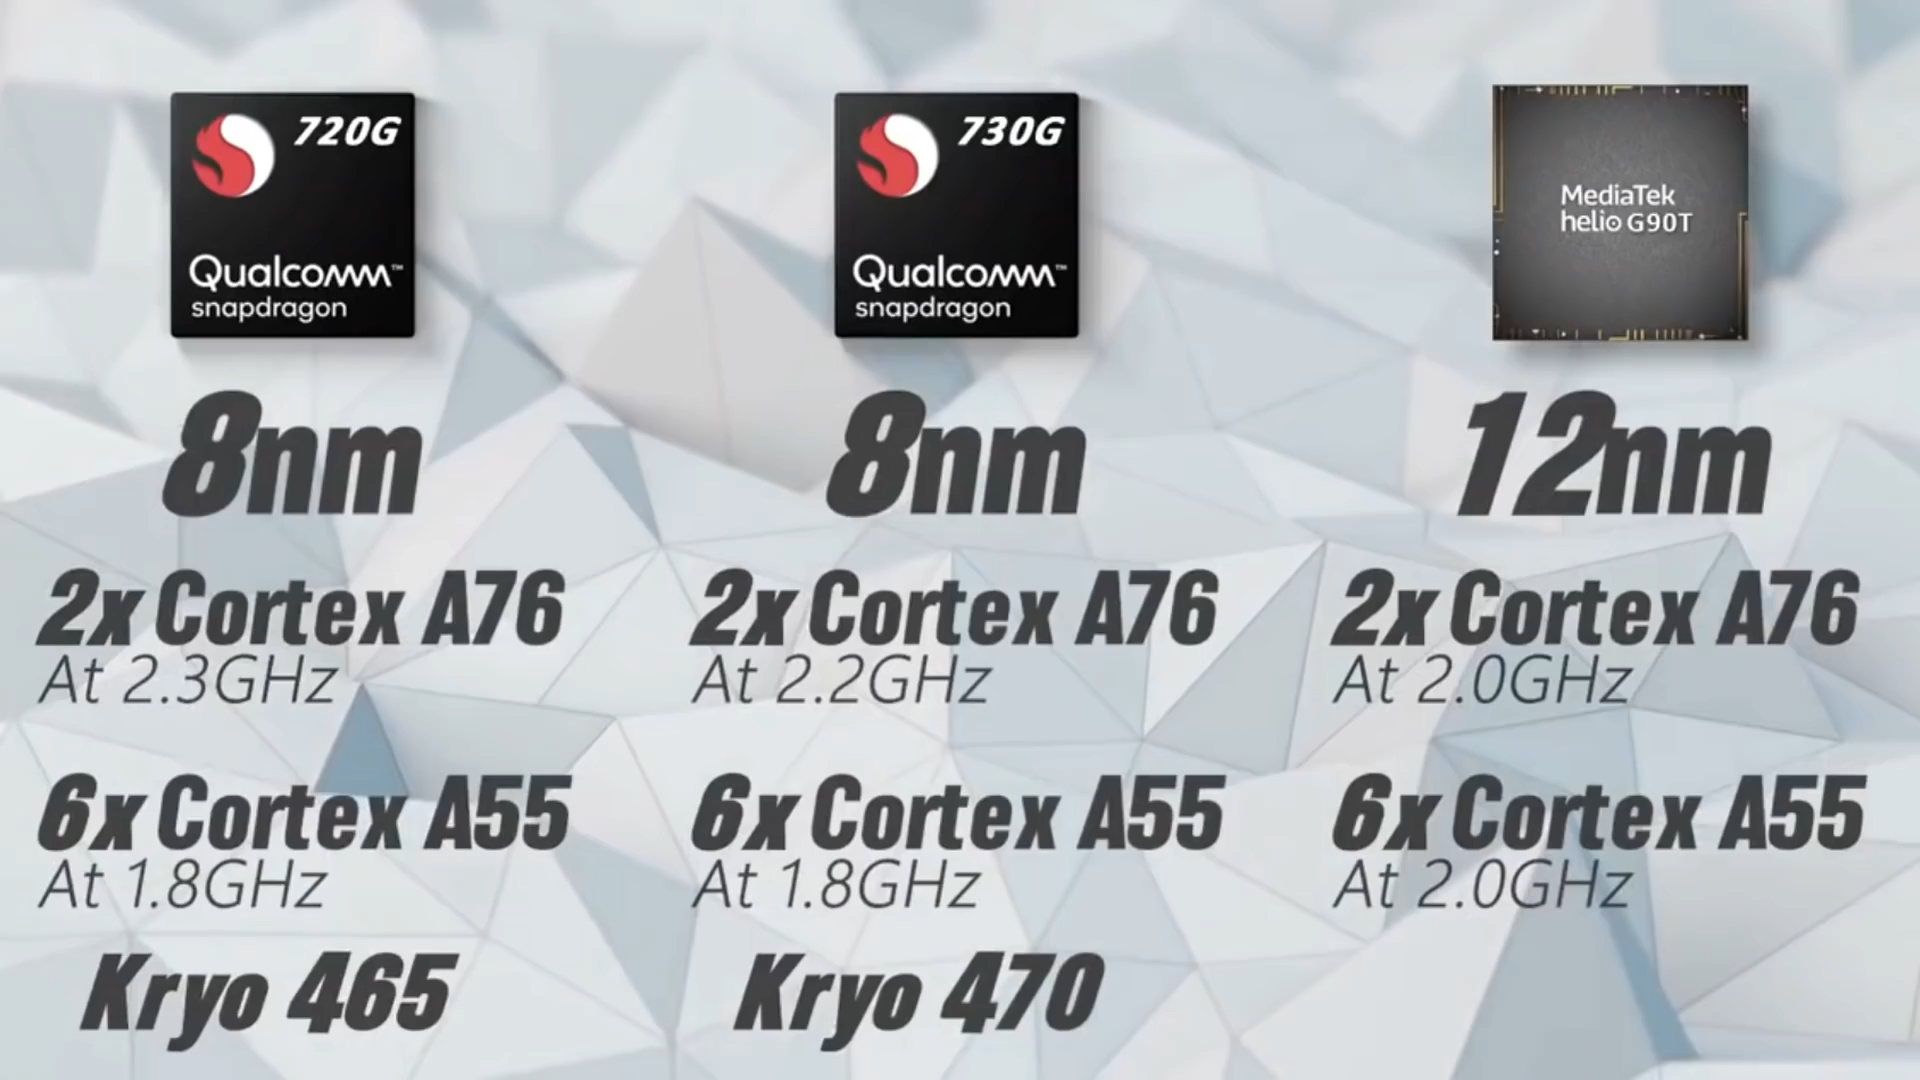 720G
Qualcomm™
snapdragon
8nm
2x Cortex A76
At 2.3GHz
6x Cortex A55
At 1.8GHz
Kryo 465
730G
Qualcomm™
snapdragon
8nm
2x Cortex A76
At 2.2GHz
6x Cortex A55
At 1.8GHz
Kryo 470
MediaTek
helio G90T
12nm
2x Cortex A76
At 2.0GHz
6x Cortex A55
At 2.0GHz